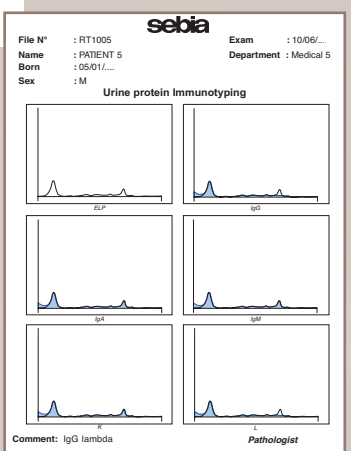 sebia
File N° : RT1005 Exam : 10/06/....
Name : PATIENT 5 Department : Medical 5
Born : 05/01/....
Sex : M
Urine protein Immunotyping
ELP IgG
IgA IgM
K L
Comment: IgG lambda Pathologist